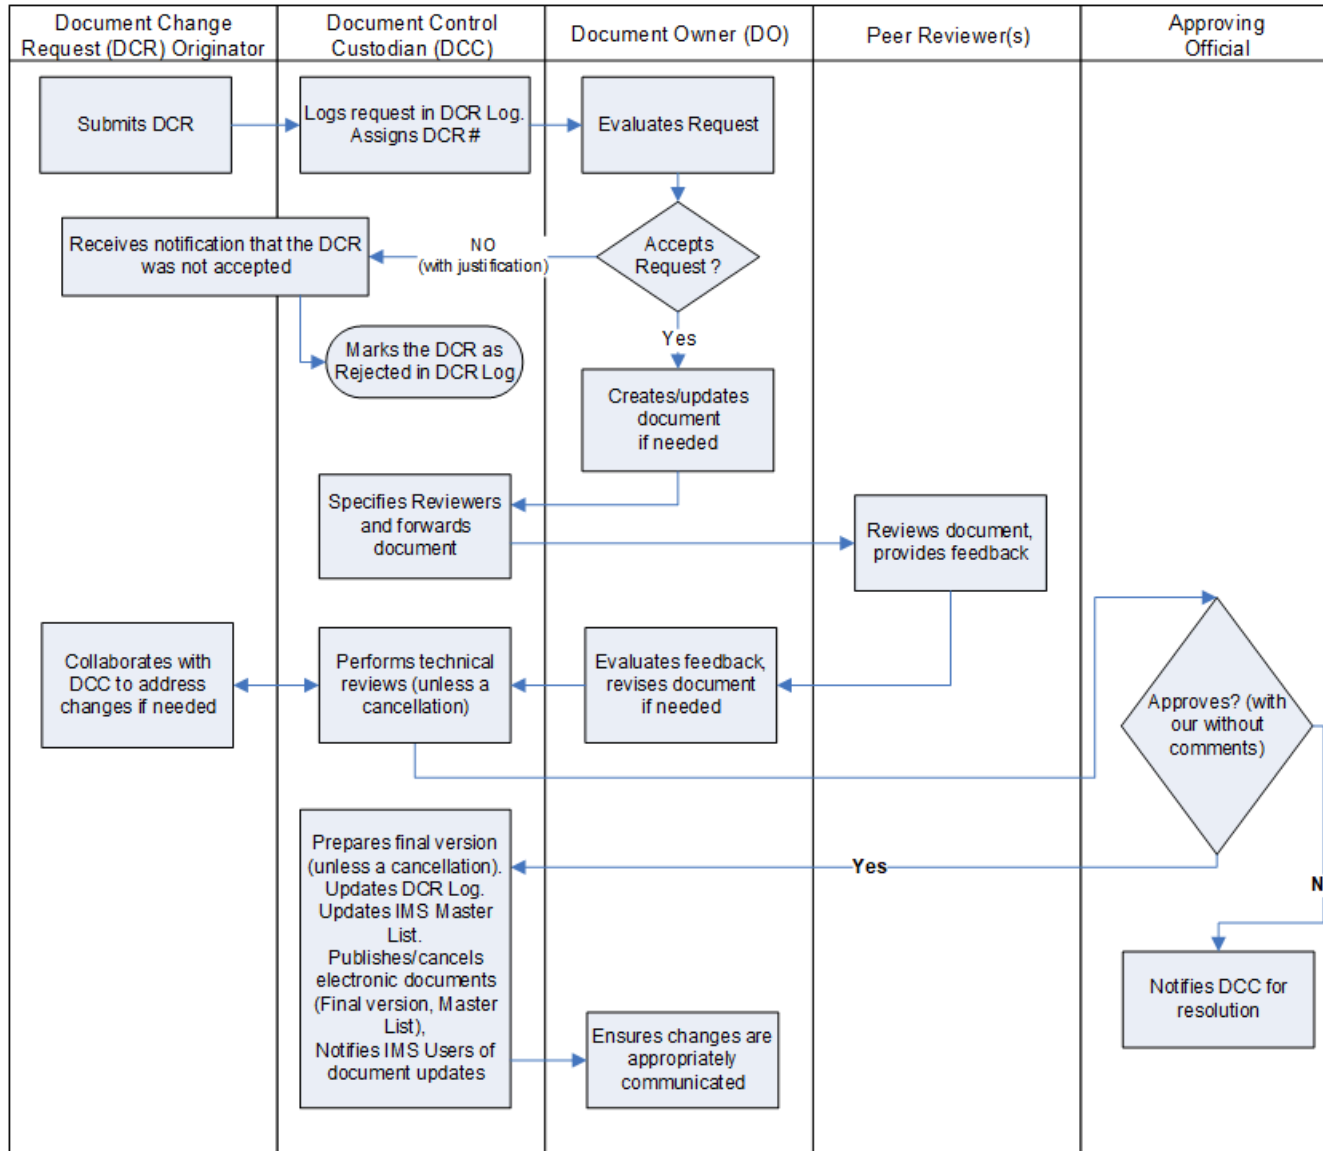 Document Change
Request (DCR) Originator
Document Control
Custodian (DCC)
Document Owner (DO)
Peer Reviewer(s)
Approving
Official
Submits DCR
Logs request in DCR Log.
Assigns DCR #
Evaluates Request
Receives notification that the DCR
was not accepted
NO
(with justification)
Accepts
Request ?
Yes
Marks the DCR as
Rejected in DCR Log
Creates/updates
document
if needed
Specifies Reviewers
and forwards
document
Reviews document,
provides feedback
Collaborates with
DCC to address
changes if needed
Performs technical
reviews (unless a
cancellation)
Evaluates feedback,
revises document
if needed
Approves? (with
our without
comments)
Prepares final version
(unless a cancellation).
Updates DCR Log.
Updates IMS Master
List.
Publishes/cancels
electronic documents
(Final version, Master
List),
Notifies IMS Users of
document updates
Yes
N
Notifies DCC for
resolution
Ensures changes are
appropriately
communicated